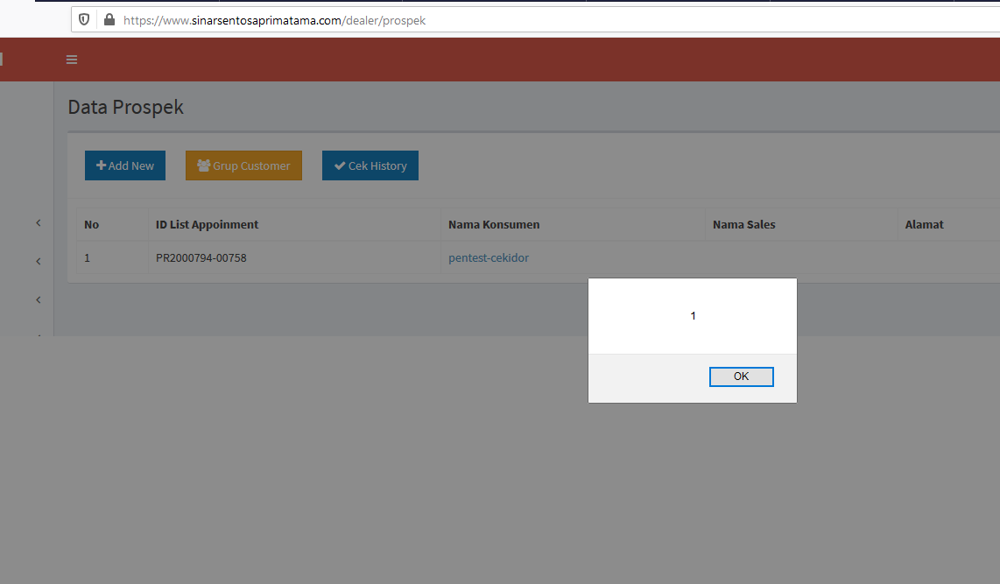 https://www.sinarsentosaprimatama.com/dealer/prospek
Data Prospek
Add New Grup Customer Cek History
No ID List Appoinment Nama Konsumen Nama Sales Alamat
1 PR2000794-00758 pentest-cekidor
1
OK